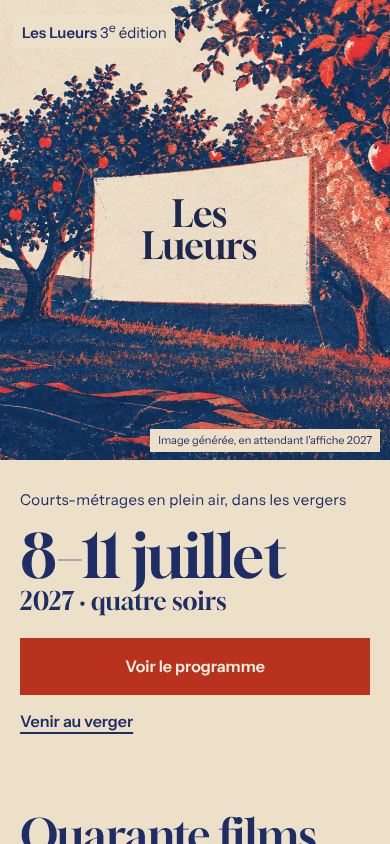 Les Lueurs 3e édition
Les
Lueurs
Image générée, en attendant l'affiche 2027
Courts-métrages en plein air, dans les vergers
8–11 juillet
2027 · quatre soirs
Voir le programme
Venir au verger
Quarante films